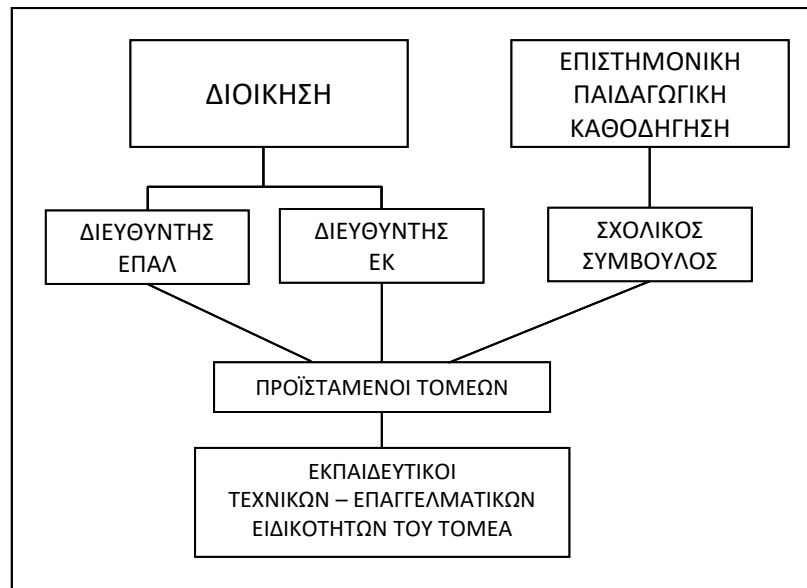 ΔΙΟΙΚΗΣΗ
ΕΠΙΣΤΗΜΟΝΙΚΗ
ΠΑΙΔΑΓΩΓΙΚΗ
ΚΑΘΟΔΗΓΗΣΗ
ΔΙΕΥΘΥΝΤΗΣ
ΕΠΑΛ
ΔΙΕΥΘΥΝΤΗΣ
ΕΚ
ΣΧΟΛΙΚΟΣ
ΣΥΜΒΟΥΛΟΣ
ΠΡΟΪΣΤΑΜΕΝΟΙ ΤΟΜΕΩΝ
ΕΚΠΑΙΔΕΥΤΙΚΟΙ
ΤΕΧΝΙΚΩΝ – ΕΠΑΓΓΕΛΜΑΤΙΚΩΝ
ΕΙΔΙΚΟΤΗΤΩΝ ΤΟΥ ΤΟΜΕΑ